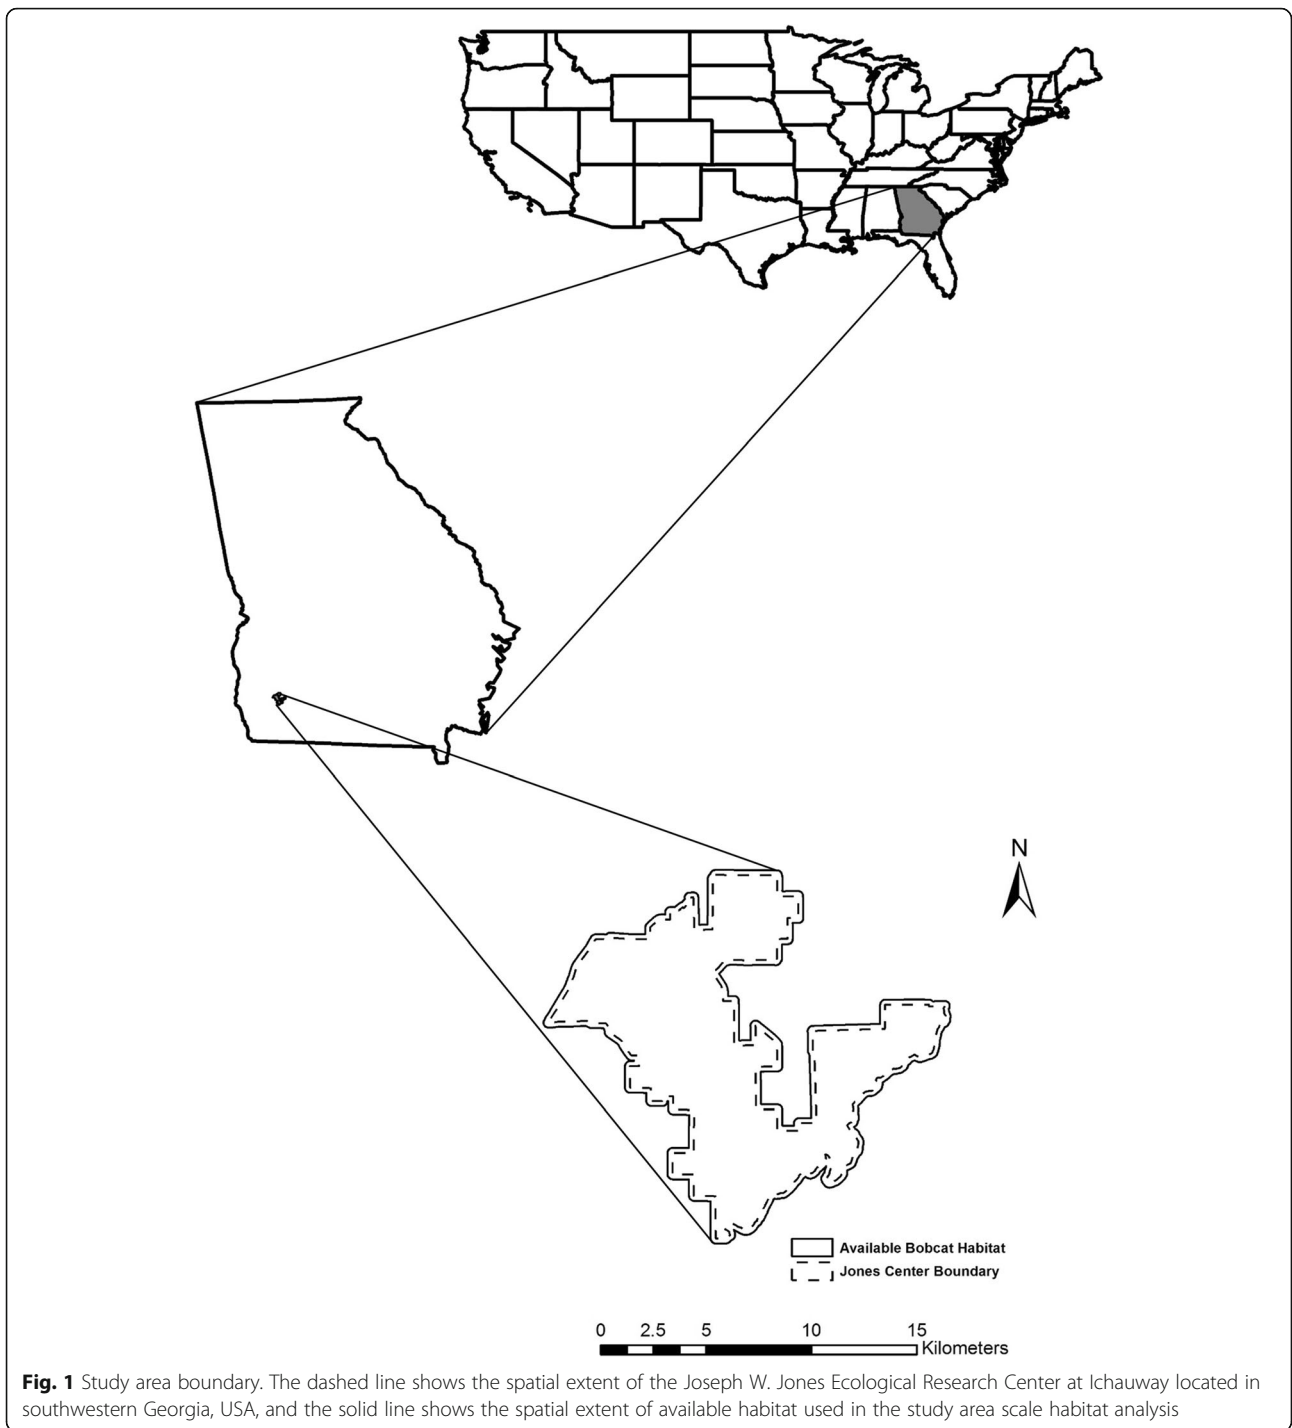 N
Available Bobcat Habitat
Jones Center Boundary
0 2.5 5 10 15
Kilometers
Fig. 1 Study area boundary. The dashed line shows the spatial extent of the Joseph W. Jones Ecological Research Center at Ichauway located in
southwestern Georgia, USA, and the solid line shows the spatial extent of available habitat used in the study area scale habitat analysis